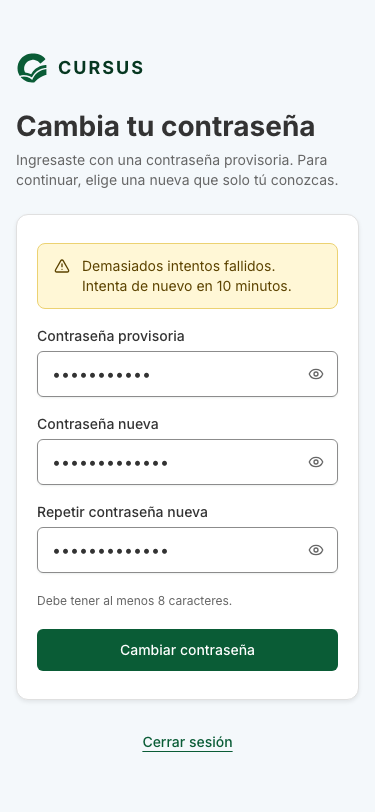 CURSUS
Cambia tu contraseña
Ingresaste con una contraseña provisoria. Para
continuar, elige una nueva que solo tú conozcas.
Demasiados intentos fallidos.
Intenta de nuevo en 10 minutos.
Contraseña provisoria
•••••••••••
Contraseña nueva
•••••••••••••
Repetir contraseña nueva
•••••••••••••
Debe tener al menos 8 caracteres.
Cambiar contraseña
Cerrar sesión